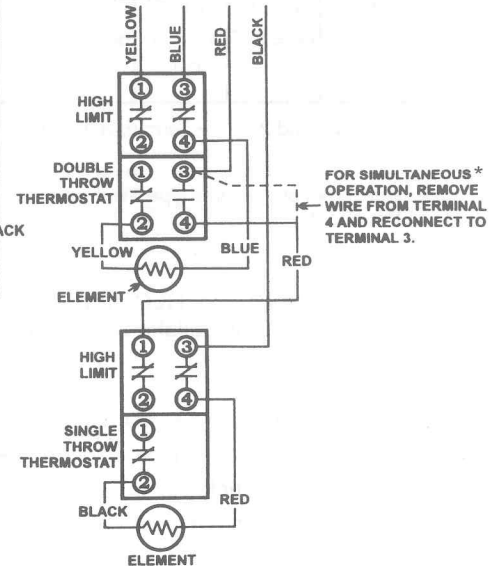 YELLOW
BLUE
RED
BLACK
HIGH
LIMIT
1
3
2
4
DOUBLE
THROW
THERMOSTAT
1
3
2
4
FOR SIMULTANEOUS *
OPERATION, REMOVE
WIRE FROM TERMINAL
4 AND RECONNECT TO
TERMINAL 3.
ACK
YELLOW
BLUE
RED
ELEMENT
HIGH
LIMIT
1
3
2
4
SINGLE
THROW
THERMOSTAT
1
2
BLACK
RED
ELEMENT